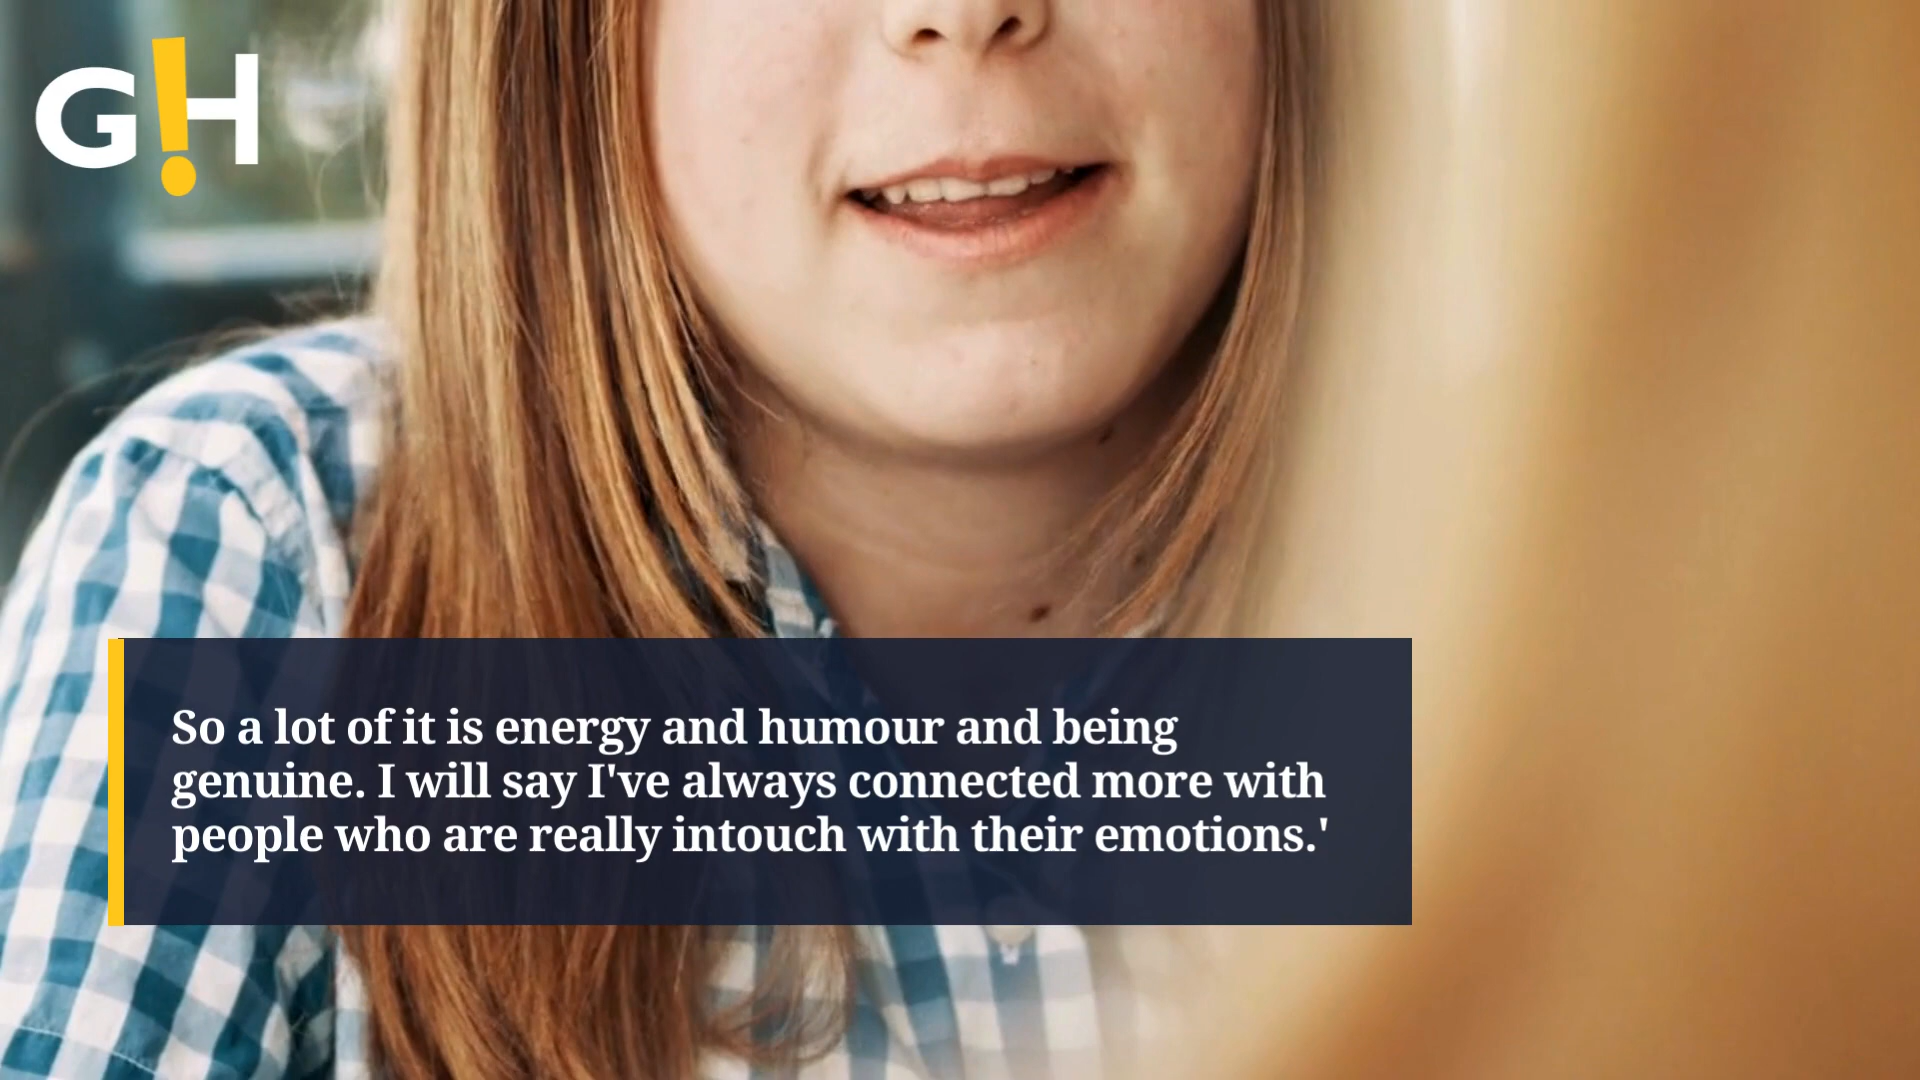 G!H
So a lot of it is energy and humour and being
genuine. I will say I've always connected more with
people who are really intouch with their emotions.'